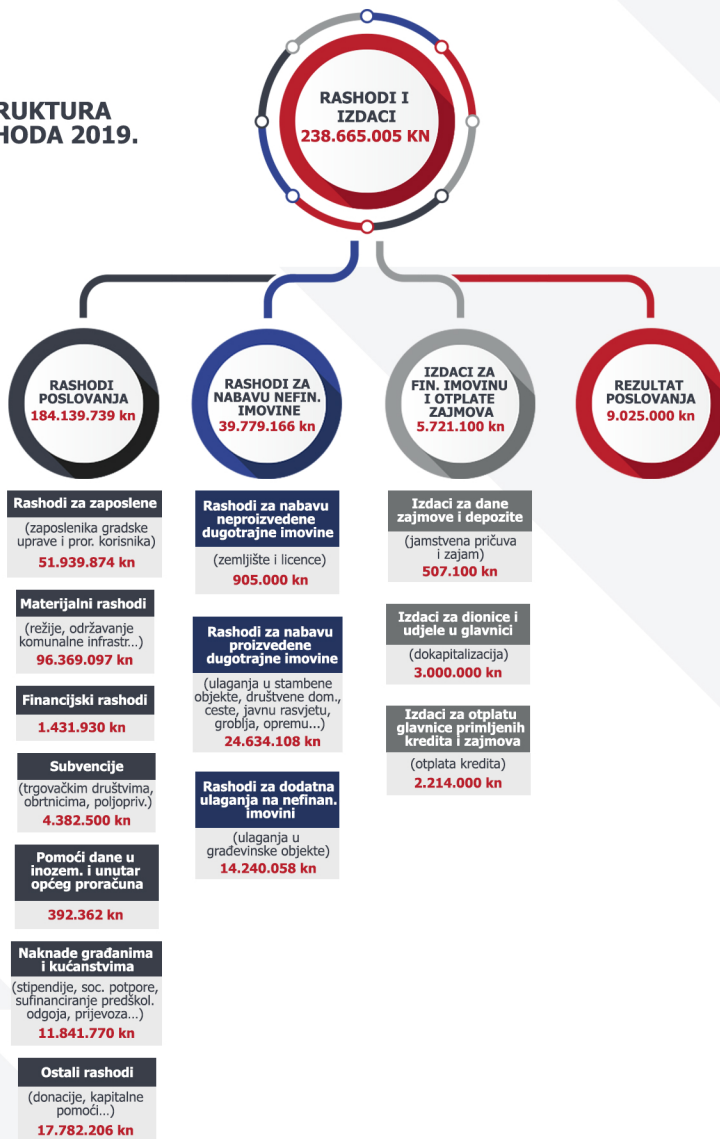 RUKTURA
HODA 2019.
RASHODI I
IZDACI
238.665.005 KN
RASHODI
POSLOVANJA
184.139.739 kn
Rashodi za zaposlene
(zaposlenika gradske
uprave i pror. korisnika)
51.939.874 kn
Materijalni rashodi
(režije, održavanje
komunalne infrastr...)
96.369.097 kn
Financijski rashodi
1.431.930 kn
Subvencije
(trgovačkim društvima,
obrtnicima, poljopriv.)
4.382.500 kn
Pomoći dane u
inozem. i unutar
općeg proračuna
392.362 kn
Naknade građanima
i kućanstvima
(stipendije, soc. potpore,
sufinanciranje predškol.
odgoja, prijevoza...)
11.841.770 kn
Ostali rashodi
(donacije, kapitalne
pomoći...)
17.782.206 kn
RASHODI ZA
NABAVU NEFIN.
IMOVINE
39.779.166 kn
Rashodi za nabavu
neproizvedene
dugotrajne imovine
(zemljište i licence)
905.000 kn
Rashodi za nabavu
proizvedene
dugotrajne imovine
(ulaganja u stambene
objekte, društvene dom.,
ceste, javnu rasvjetu,
groblja, opremu...)
24.634.108 kn
Rashodi za dodatna
ulaganja na nefinan.
imovini
(ulaganja u
građevinske objekte)
14.240.058 kn
IZDACI ZA
FIN. IMOVINU
I OTPLATE
ZAJMOVA
5.721.100 kn
Izdaci za dane
zajmove i depozite
(jamstvena pričuva
i zajam)
507.100 kn
Izdaci za dionice i
udjele u glavnici
(dokapitalizacija)
3.000.000 kn
Izdaci za otplatu
glavnice primljenih
kredita i zajmova
(otplata kredita)
2.214.000 kn
REZULTAT
POSLOVANJA
9.025.000 kn